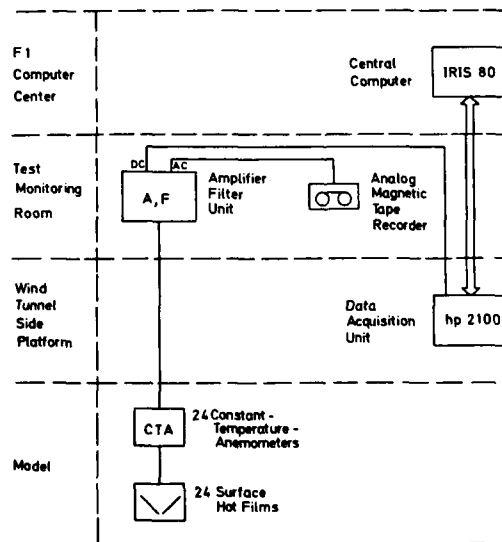 F1
Computer
Center
Central
Computer
IRIS 80
Test
Monitoring
Room
DC
AC
A,F
Amplifier
Filter
Unit
Analog
Magnetic
Tape
Recorder
Wind
Tunnel
Side
Platform
Data
Acquisition
Unit
hp 2100
Model
CTA
24 Constant-
Temperature-
Anemometers
24 Surface
Hot Films